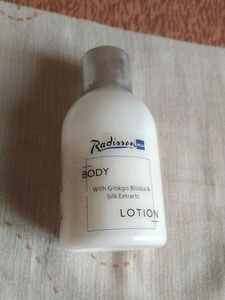 Radisson
BODY
With Ginkgo Biloba &
Silk Extracts
LOTION